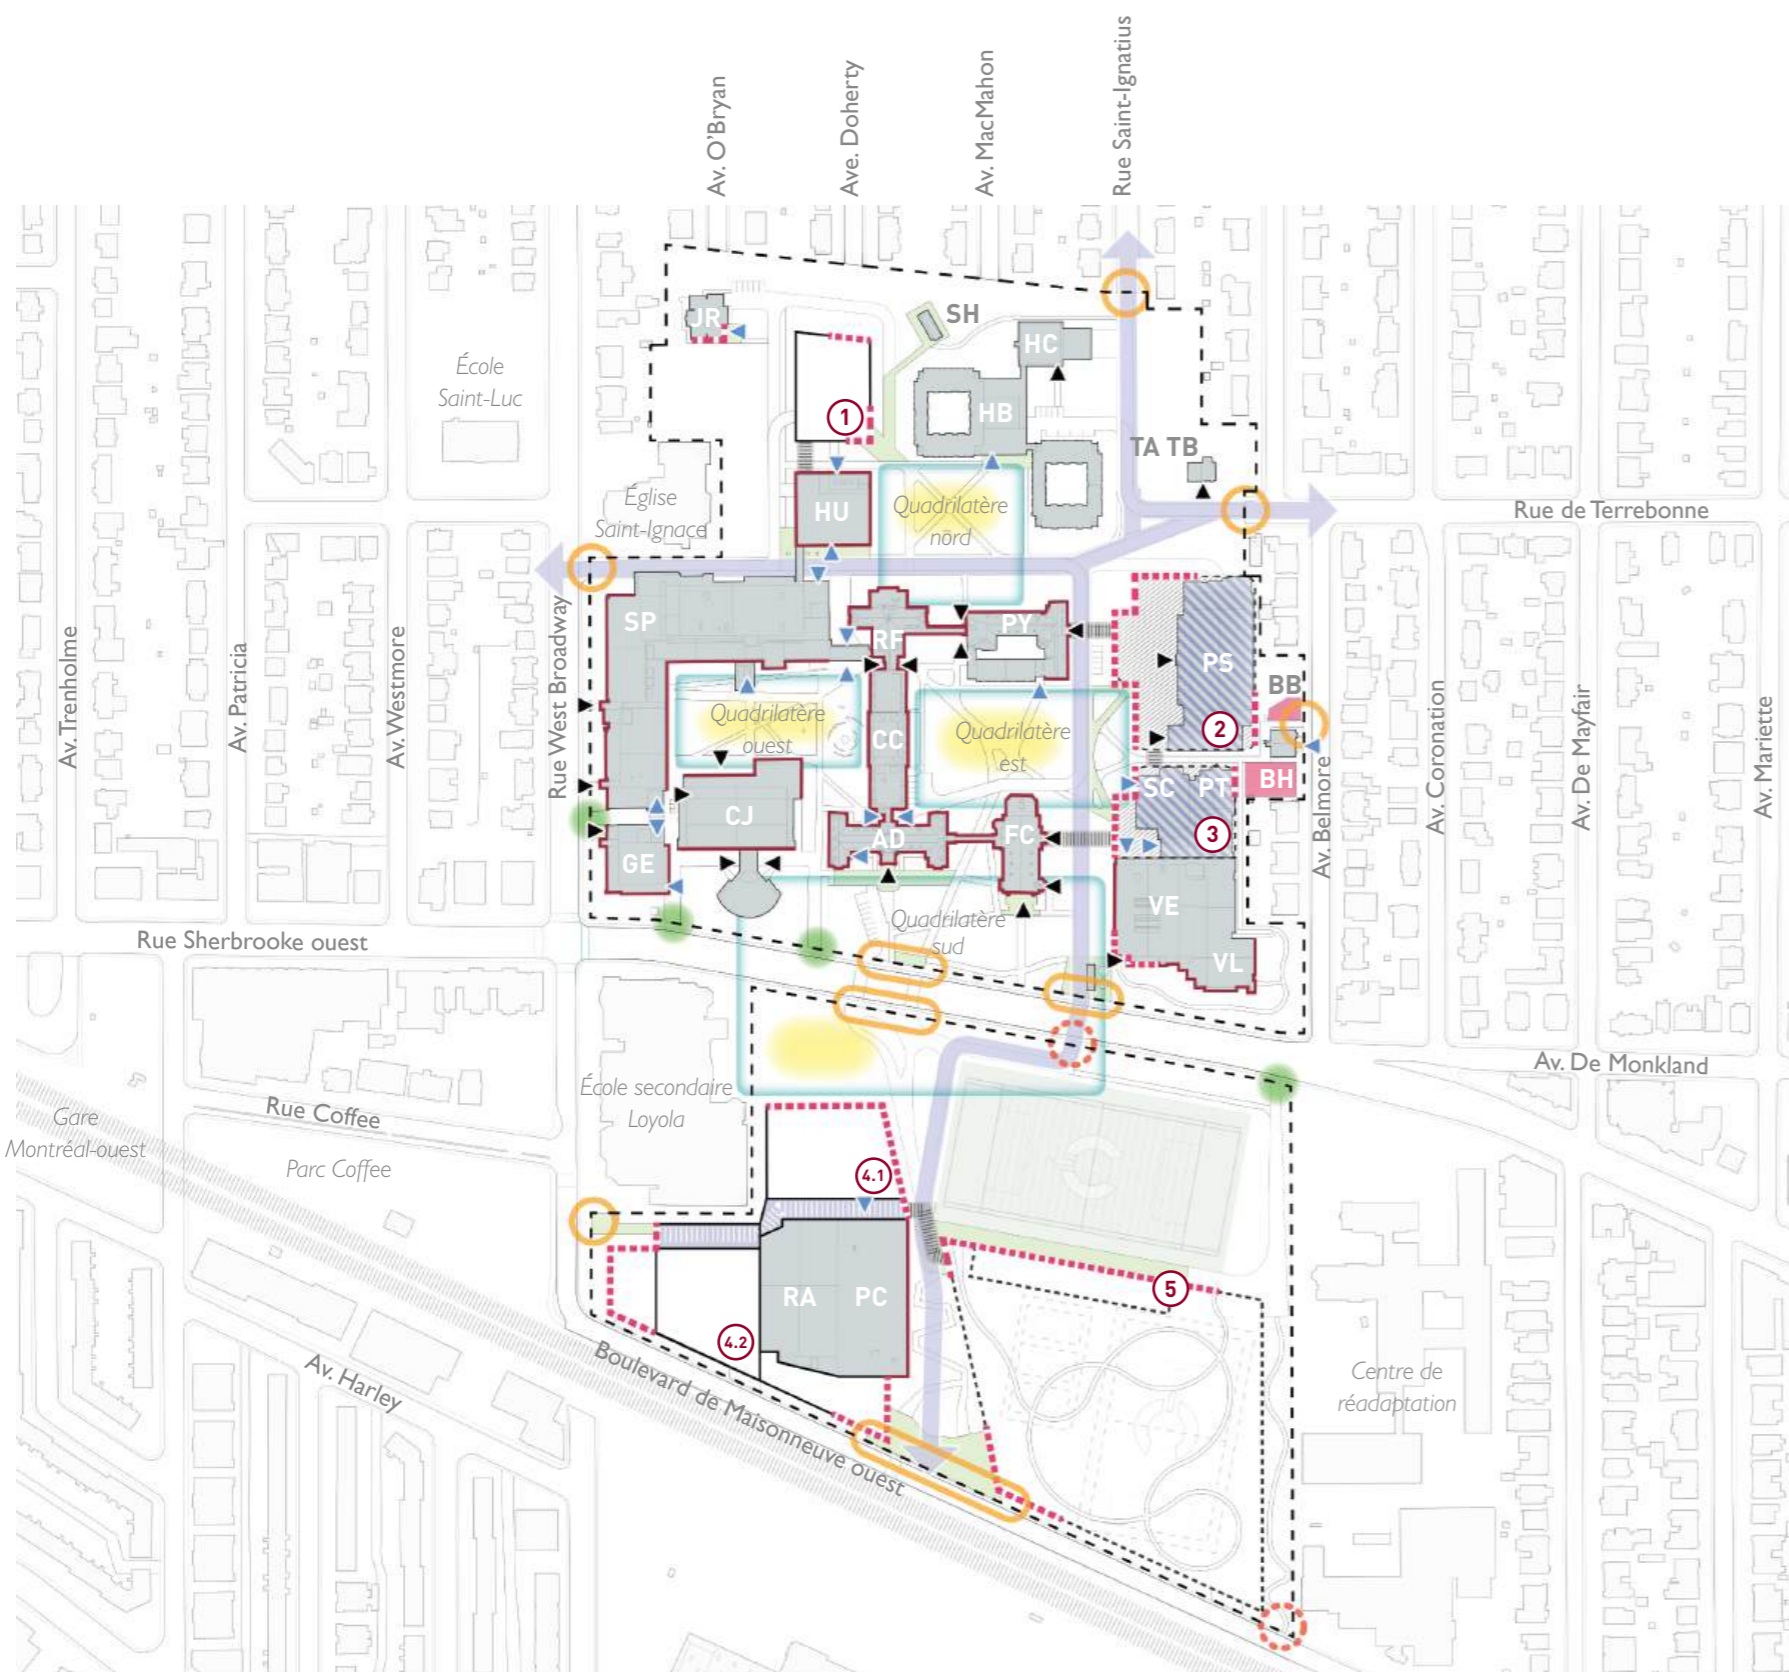 Av. O'Bryan
Ave. Doherty
Av. MacMahon
Rue Saint-Ignatius
JR
SH
HC
École
Saint-Luc
1
HB
TA TB
Église
Saint-Ignace
HU
Quadrilatère
nord
Rue de Terrebonne
Av. Trenholme
Av. Patricia
Av. Westmore
Rue West Broadway
SP
RF
PY
PS
BB
2
Quadrilatère
ouest
CC
Quadrilatère
est
Av. Belmore
Av. Coronation
Av. De Mayfair
Av. Mariette
SC
PT
BH
CJ
AD
FC
3
GE
VE
VL
Quadrilatère
sud
Rue Sherbrooke ouest
Av. De Monkland
École secondaire
Loyola
Gare
Montréal-ouest
Rue Coffee
Parc Coffee
4.1
RA
PC
5
4.2
Boulevard de Maisonneuve ouest
Av. Harley
Centre de
réadaptation